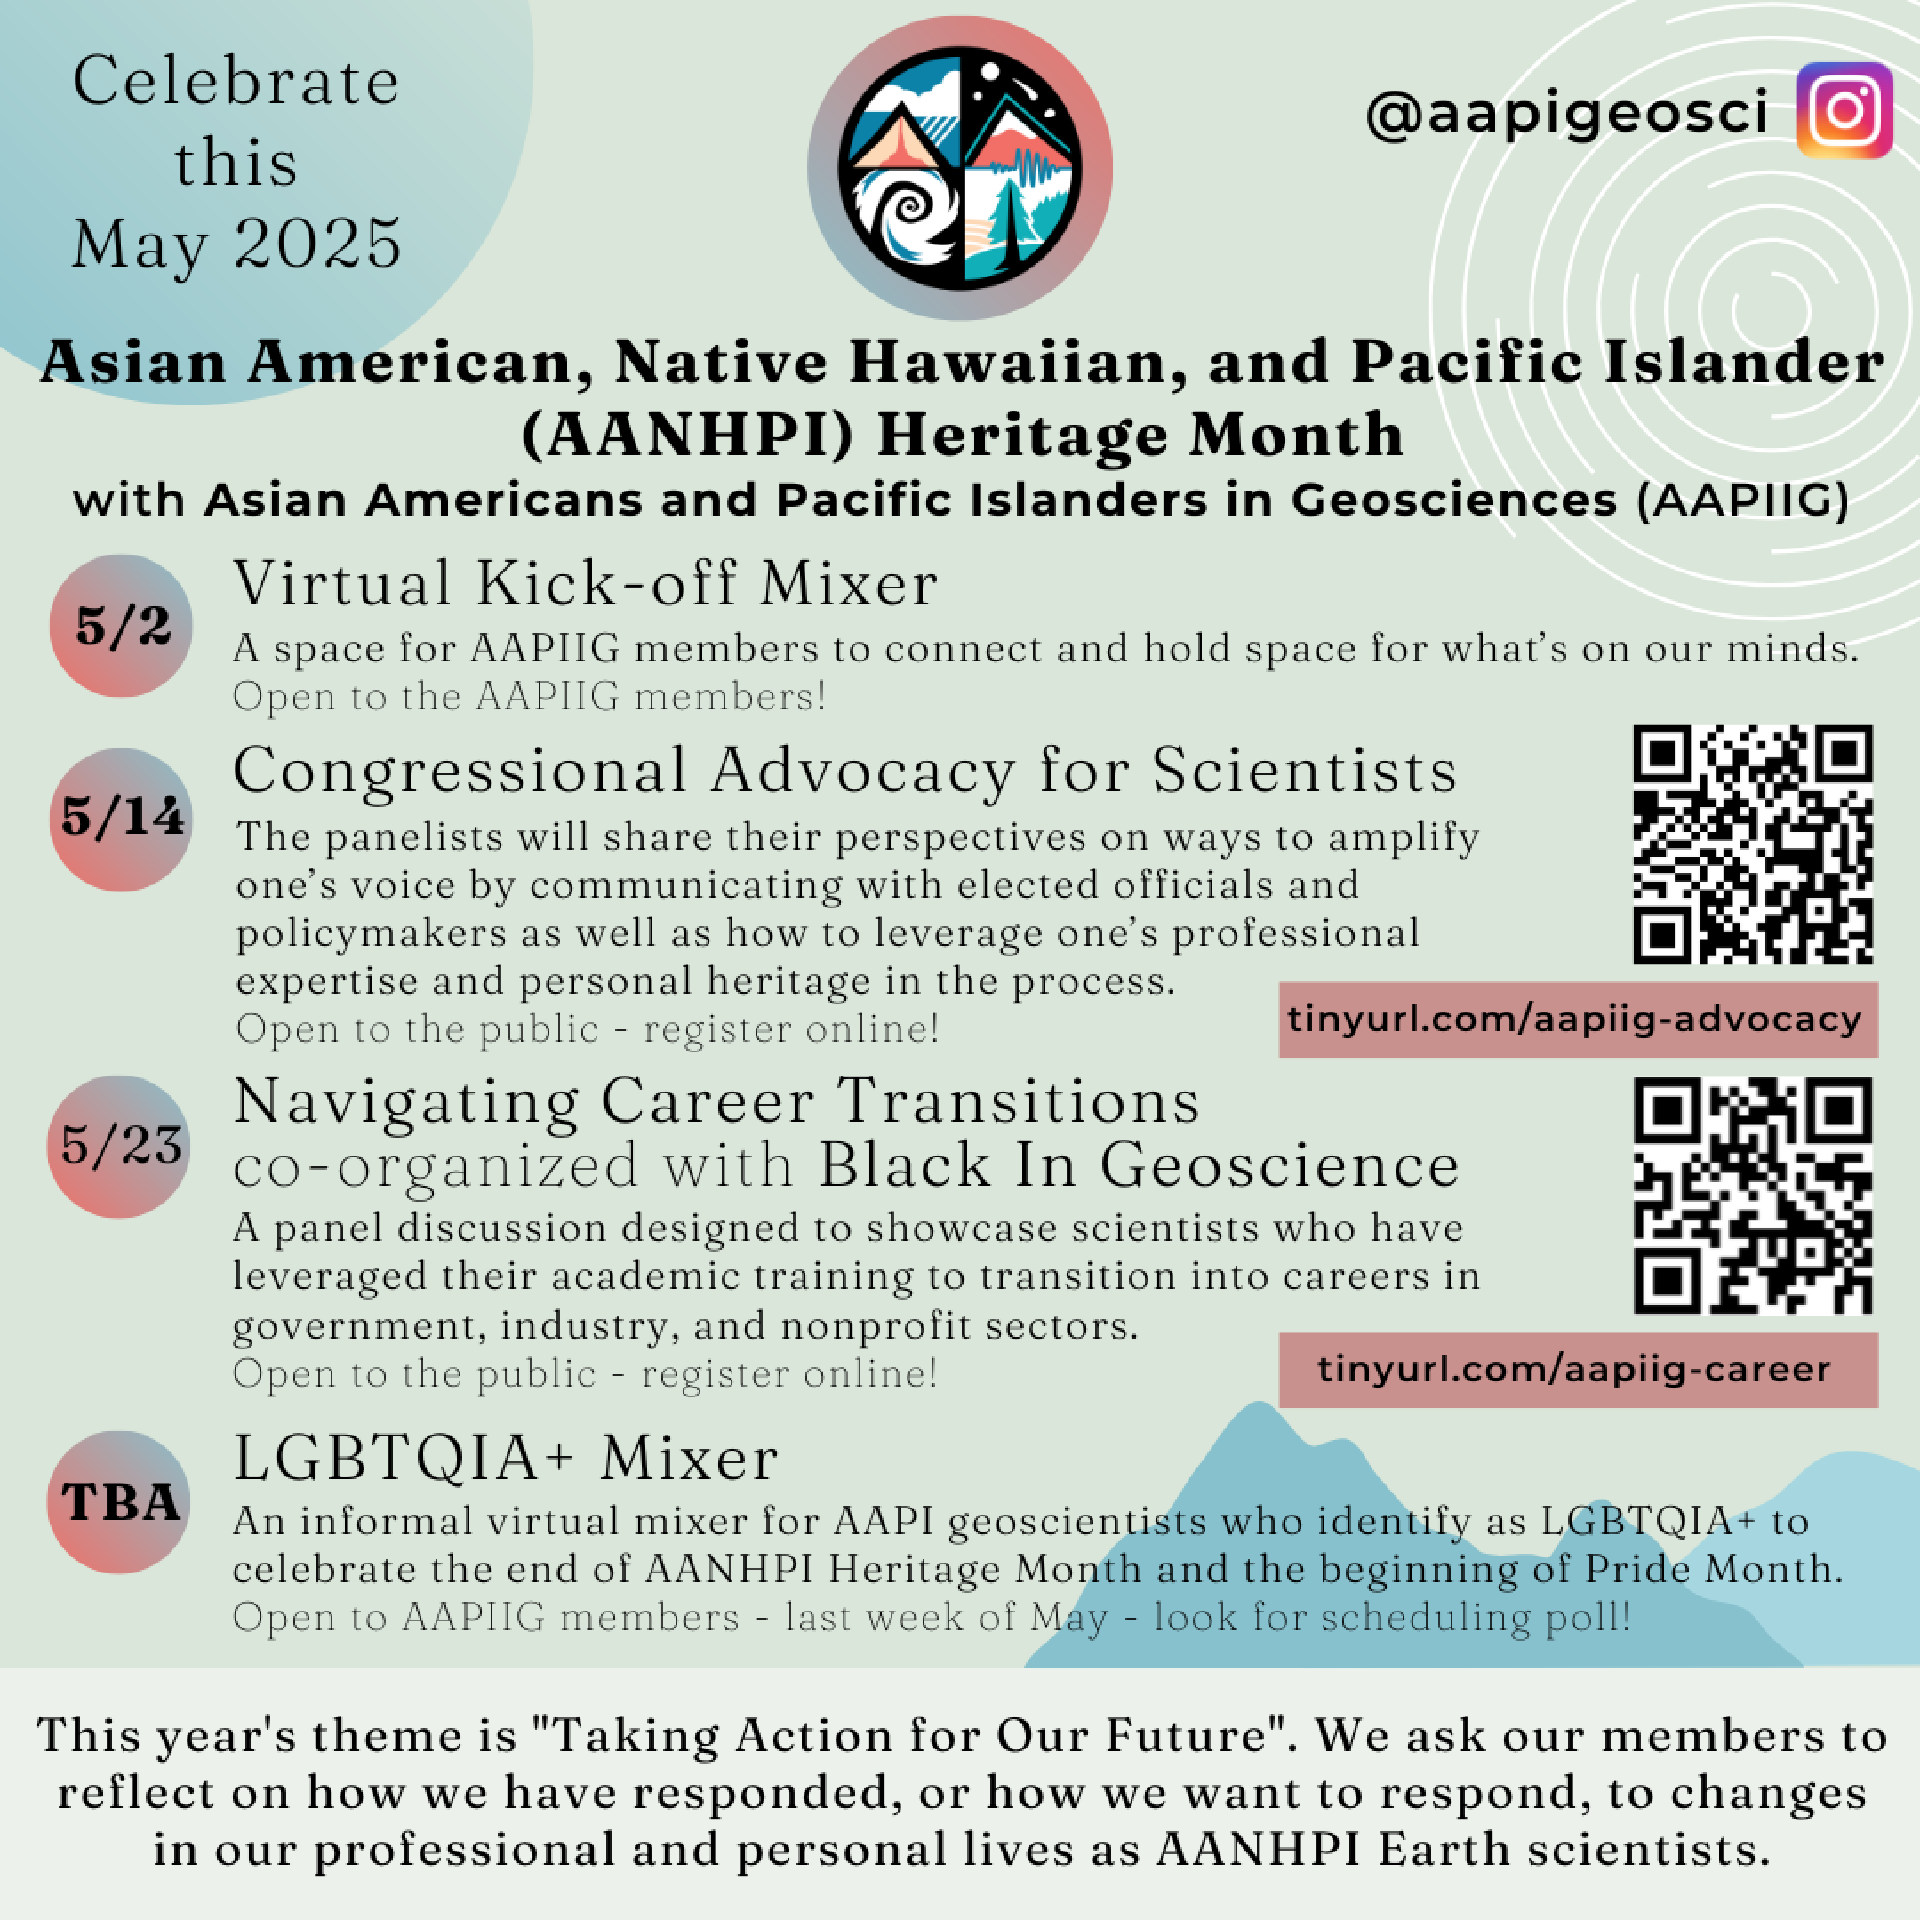 Celebrate
this
May 2025
@aapigeosci
Asian American, Native Hawaiian, and Pacific Islander
(AANHPI) Heritage Month
with Asian Americans and Pacific Islanders in Geosciences (AAPIIG)
5/2
Virtual Kick-off Mixer
A space for AAPIIG members to connect and hold space for what’s on our minds.
Open to the AAPIIG members!
5/14
Congressional Advocacy for Scientists
The panelists will share their perspectives on ways to amplify
one’s voice by communicating with elected officials and
policymakers as well as how to leverage one’s professional
expertise and personal heritage in the process.
Open to the public - register online!
tinyurl.com/aapiig-advocacy
5/23
Navigating Career Transitions
co-organized with Black In Geoscience
A panel discussion designed to showcase scientists who have
leveraged their academic training to transition into careers in
government, industry, and nonprofit sectors.
Open to the public - register online!
tinyurl.com/aapiig-career
TBA
LGBTQIA+ Mixer
An informal virtual mixer for AAPI geoscientists who identify as LGBTQIA+ to
celebrate the end of AANHPI Heritage Month and the beginning of Pride Month.
Open to AAPIIG members - last week of May - look for scheduling poll!
This year's theme is "Taking Action for Our Future". We ask our members to
reflect on how we have responded, or how we want to respond, to changes
in our professional and personal lives as AANHPI Earth scientists.